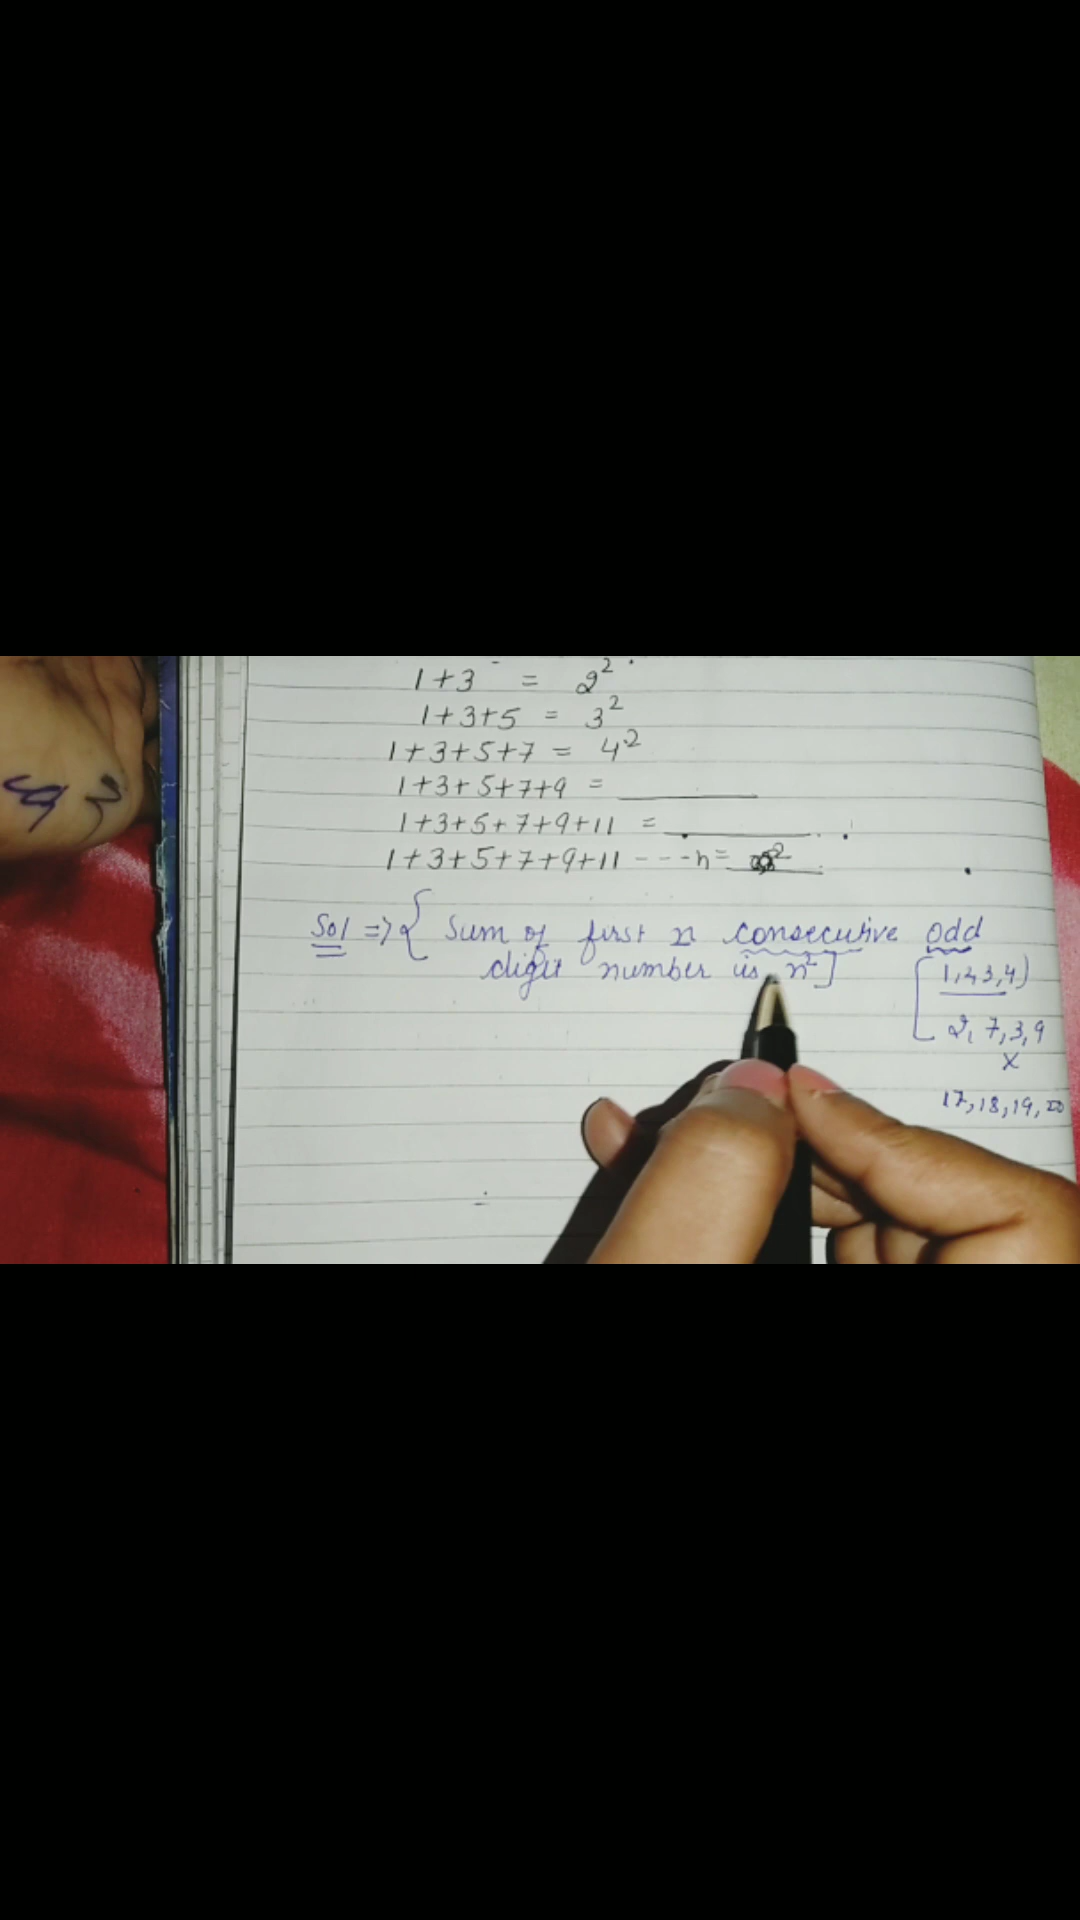 1+3 = 2²
1+3+5 = 3²
1+3+5+7 = 4²
1+3+5+7+9 =
1+3+5+7+9+11 =
1+3+5+7+9+11 - - - n =
Sol => { Sum of first n consecutive odd
digit number is n² ]
1,2,3,4)
2, 7, 3, 9
X
17, 18, 19, 20